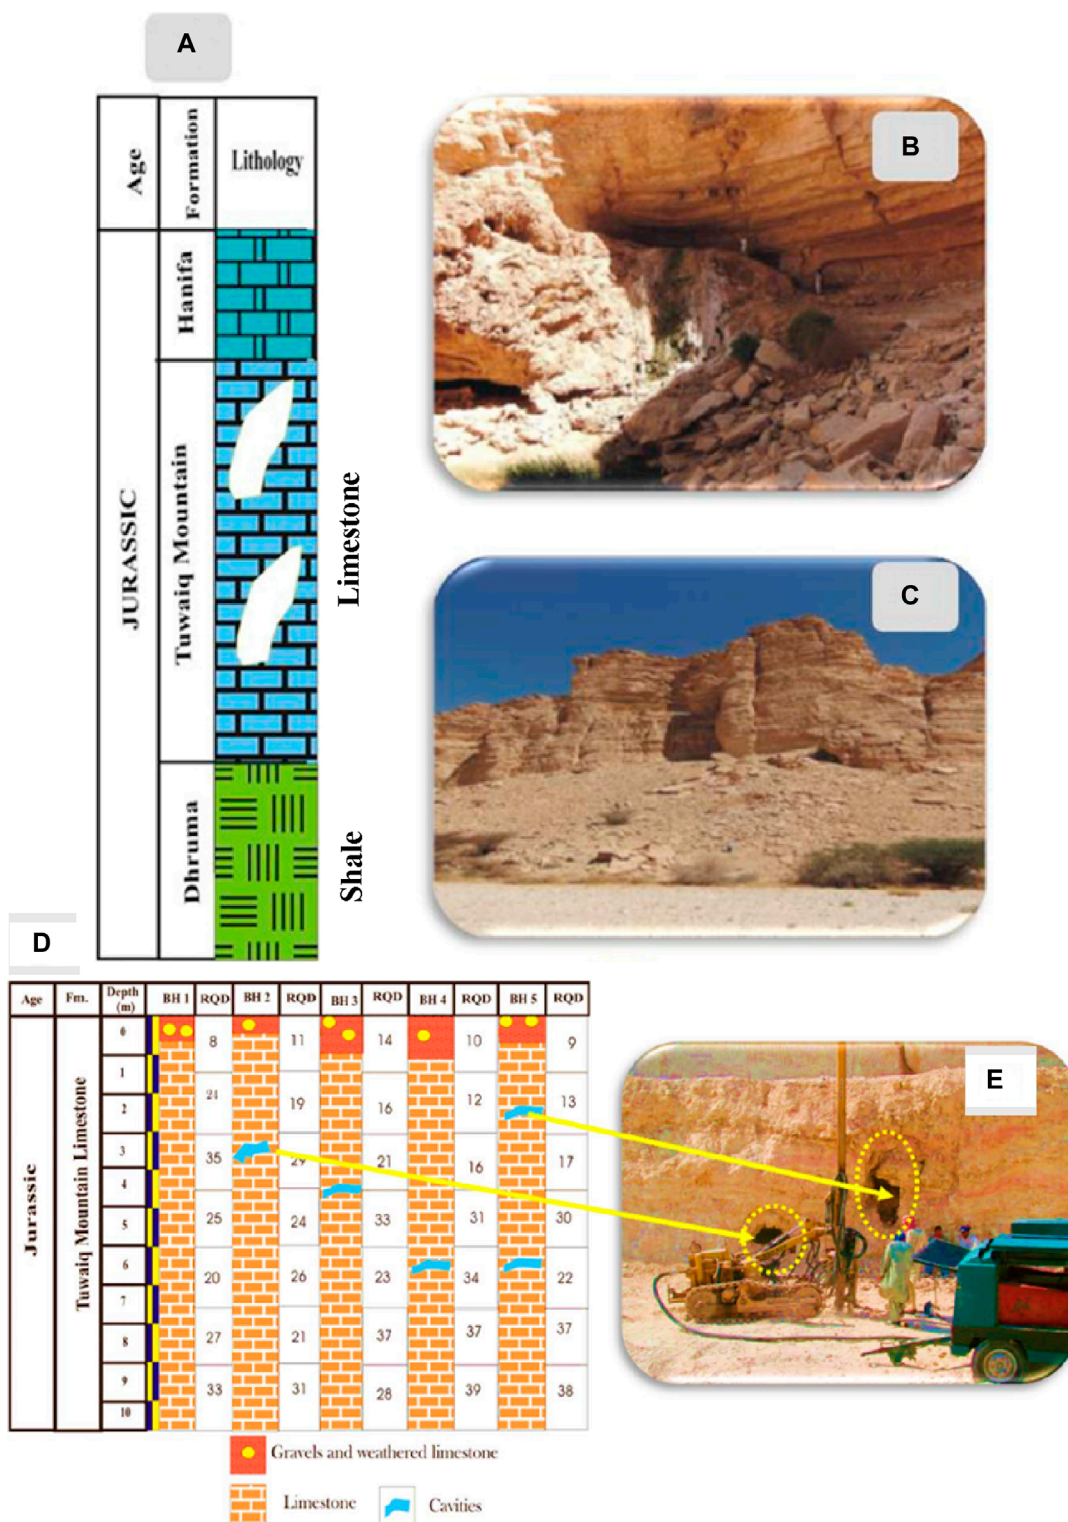 A
Age
Formation
Lithology
JURASSIC
Hanifa
Tuwaiq Mountain
Dhruma
Limestone
Shale
B
C
D
Age Fm. Depth (m) BH 1 RQD BH 2 RQD BH 3 RQD BH 4 RQD BH 5 RQD
Jurassic
Tuwaiq Mountain Limestone
0 8 11 14 10 9
1
2 21 19 16 12 13
3 35 29 21 16 17
4
5 25 24 33 31 30
6 20 26 23 34 22
7
8 27 21 37 37 37
9 33 31 28 39 38
10
E
Gravels and weathered limestone
Limestone Cavities